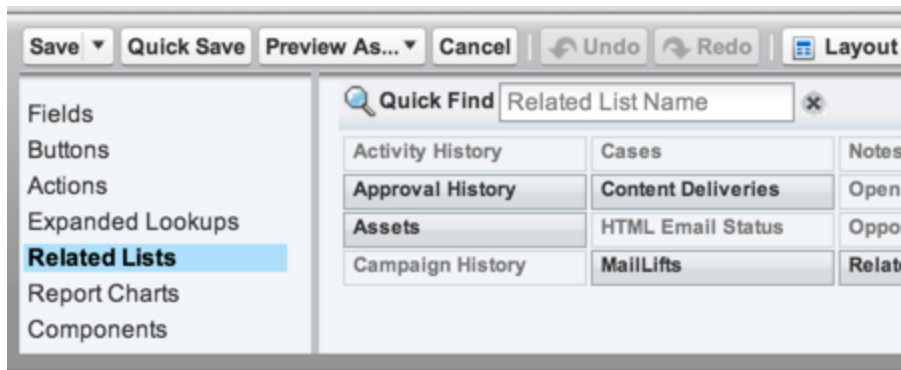 Save Quick Save Preview As... Cancel Undo Redo Layout
Fields
Buttons
Actions
Expanded Lookups
Related Lists
Report Charts
Components
Quick Find Related List Name
Activity History Cases Notes
Approval History Content Deliveries Open
Assets HTML Email Status Oppo
Campaign History MailLifts Relate